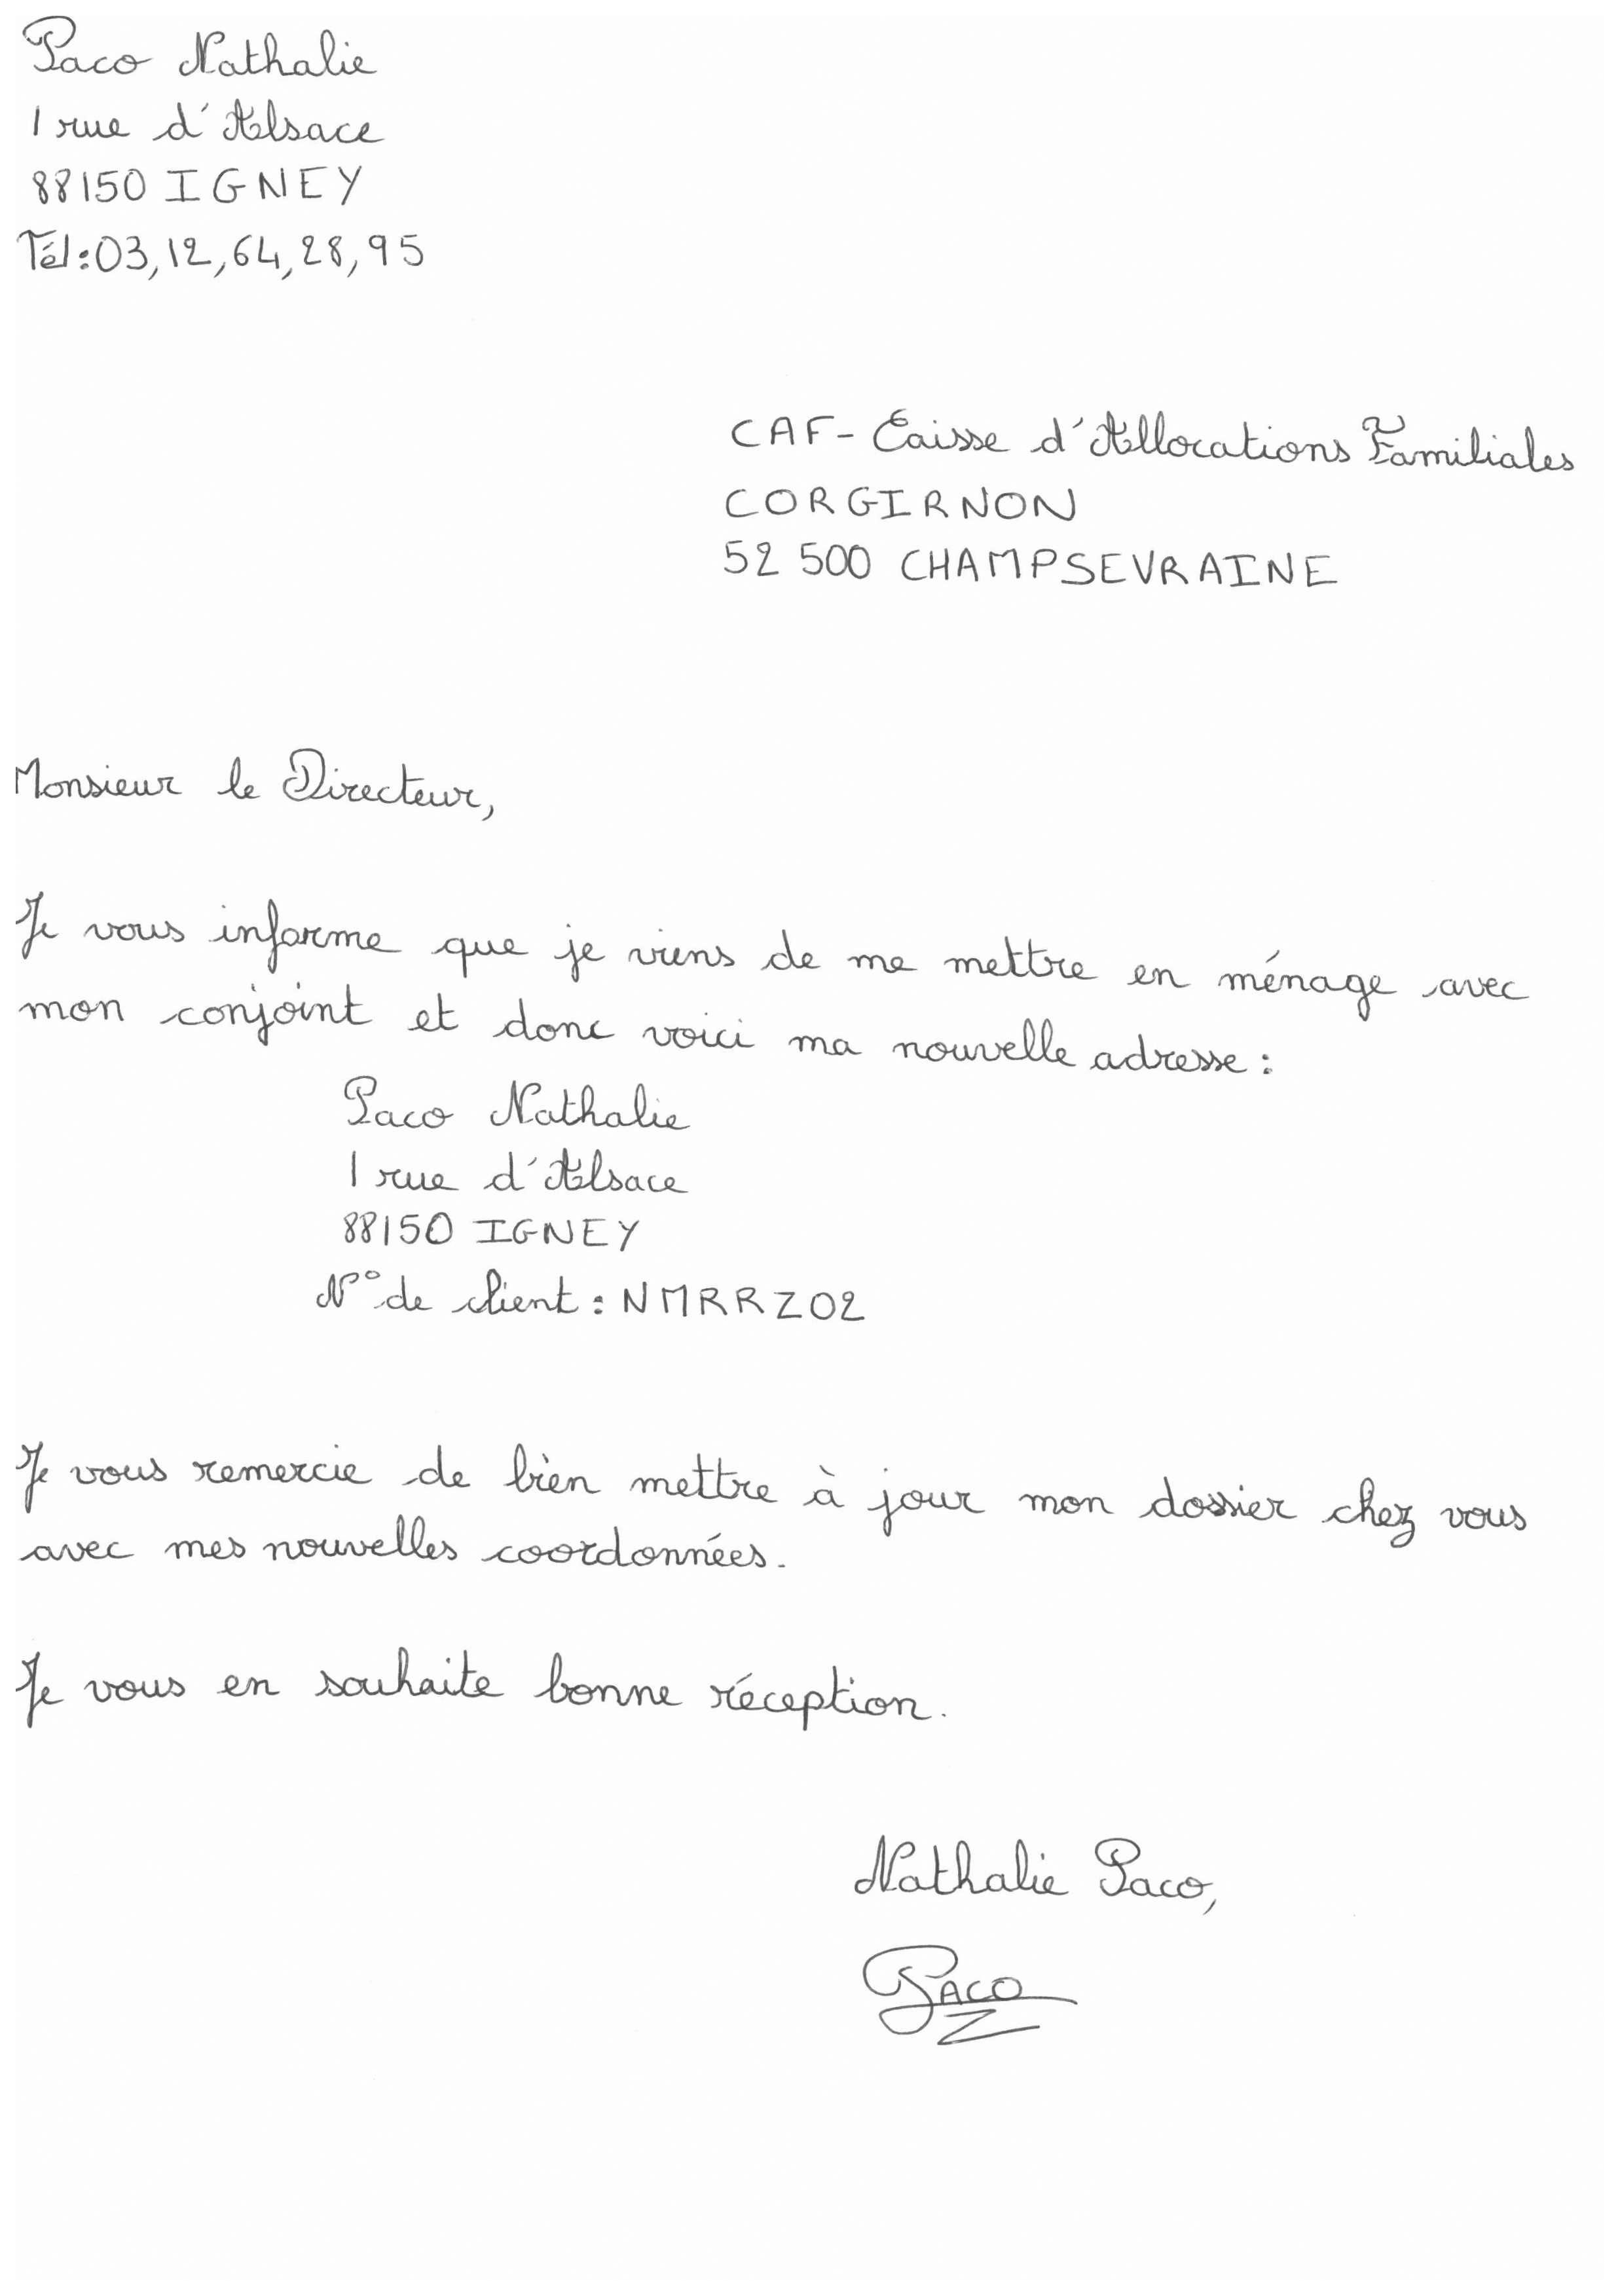 Paco Nathalie
1 rue d'Alsace
88150 IGNEY
Tél:03,12,64,28,95
CAF- Caisse d'Allocations Familiales
CORGIRNON
52 500 CHAMPSEVRAINE
Monsieur le Directeur,
Je vous informe que je viens de me mettre en ménage avec
mon conjoint et donc voici ma nouvelle adresse :
Paco Nathalie
1 rue d'Alsace
88150 IGNEY
N° de client : NMRRZ02
Je vous remercie de bien mettre à jour mon dossier chez vous
avec mes nouvelles coordonnées.
Je vous en souhaite bonne réception.
Nathalie Paco,
PACO